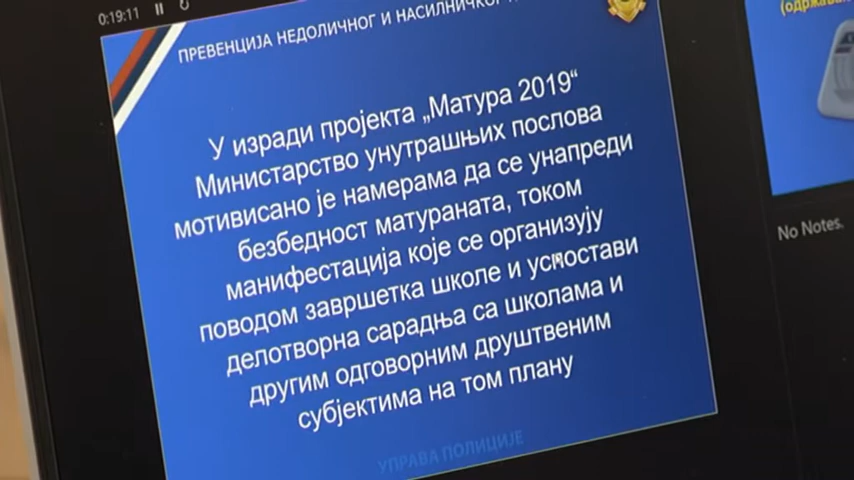 0:19:11
ПРЕВЕНЦИЈА НЕДОЛИЧНОГ И НАСИЛНИЧКОГ
У изради пројекта „Матура 2019“
Министарство унутрашњих послова
мотивисано је намерама да се унапреди
безбедност матураната, током
манифестација које се организују
поводом завршетка школе и успостави
делотворна сарадња са школама и
другим одговорним друштвеним
субјектима на том плану
УПРАВА ПОЛИЦИЈЕ
No Notes.